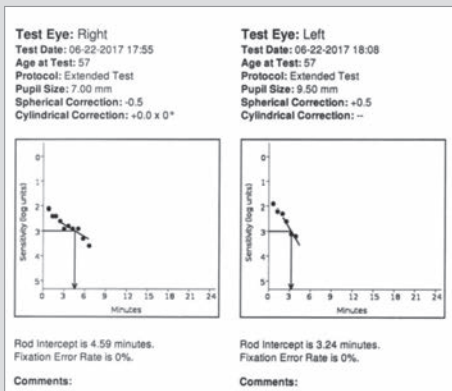 Test Eye: Right
Test Date: 06-22-2017 17:55
Age at Test: 57
Protocol: Extended Test
Pupil Size: 7.00 mm
Spherical Correction: -0.5
Cylindrical Correction: +0.0 x 0°
Sensitivity (log units)
0
1
2
3
4
5
0 3 6 9 12 15 18 21 24
Minutes
Rod Intercept is 4.59 minutes.
Fixation Error Rate is 0%.
Comments:
Test Eye: Left
Test Date: 06-22-2017 18:08
Age at Test: 57
Protocol: Extended Test
Pupil Size: 9.50 mm
Spherical Correction: +0.5
Cylindrical Correction: --
Sensitivity (log units)
0
1
2
3
4
5
0 3 6 9 12 15 18 21 24
Minutes
Rod Intercept is 3.24 minutes.
Fixation Error Rate is 0%.
Comments: